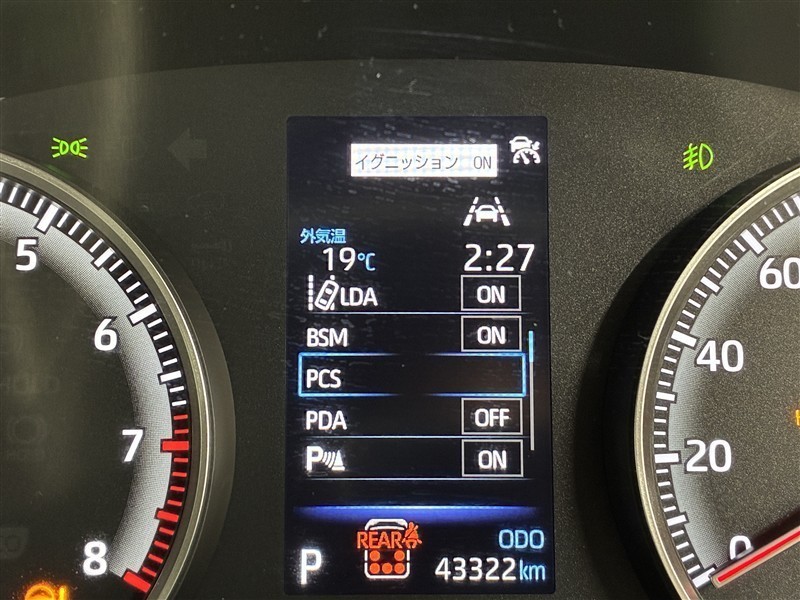 イグニッション ON
外気温
19℃ 2:27
LDA ON
BSM ON
PCS
PDA OFF
P ON
REAR
ODO
P 43322km
5
6
7
8
60
40
20
0